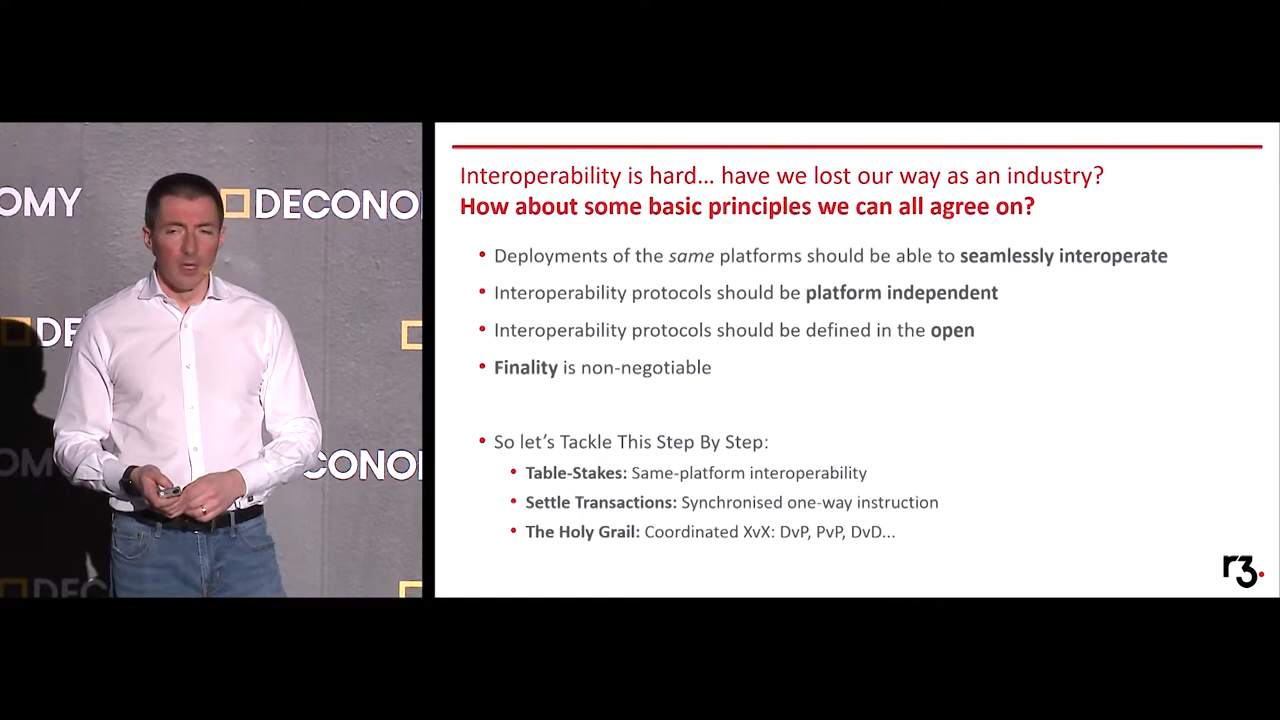 OMY
DECONO
DE
OM
CONO
DEC
Interoperability is hard... have we lost our way as an industry?
How about some basic principles we can all agree on?
• Deployments of the same platforms should be able to seamlessly interoperate
• Interoperability protocols should be platform independent
• Interoperability protocols should be defined in the open
• Finality is non-negotiable
• So let's Tackle This Step By Step:
• Table-Stakes: Same-platform interoperability
• Settle Transactions: Synchronised one-way instruction
• The Holy Grail: Coordinated XvX: DvP, PvP, DvD...
r3.